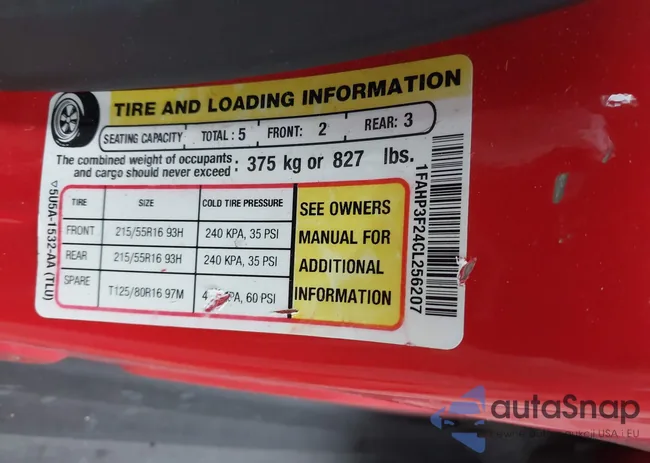 TIRE AND LOADING INFORMATION
SEATING CAPACITY TOTAL : 5 FRONT: 2 REAR: 3
The combined weight of occupants and cargo should never exceed : 375 kg or 827 lbs.
TIRE SIZE COLD TIRE PRESSURE
FRONT 215/55R16 93H 240 KPA, 35 PSI
REAR 215/55R16 93H 240 KPA, 35 PSI
SPARE T125/80R16 97M PA, 60 PSI
SEE OWNERS
MANUAL FOR
ADDITIONAL
INFORMATION
5U5A-1532-AA (TLU)
1FAHP3F24CL256207
autoSnap